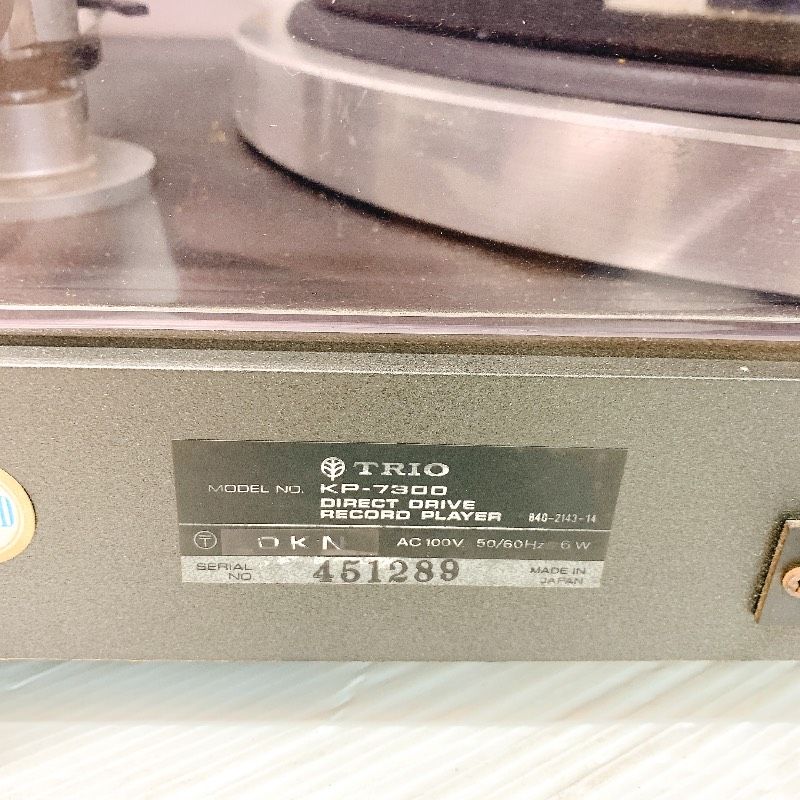 TRIO
MODEL NO. KP-7300
DIRECT DRIVE
RECORD PLAYER 840-2143-14
T DKN AC 100V 50/60Hz 6W
SERIAL NO. 451289 MADE IN JAPAN